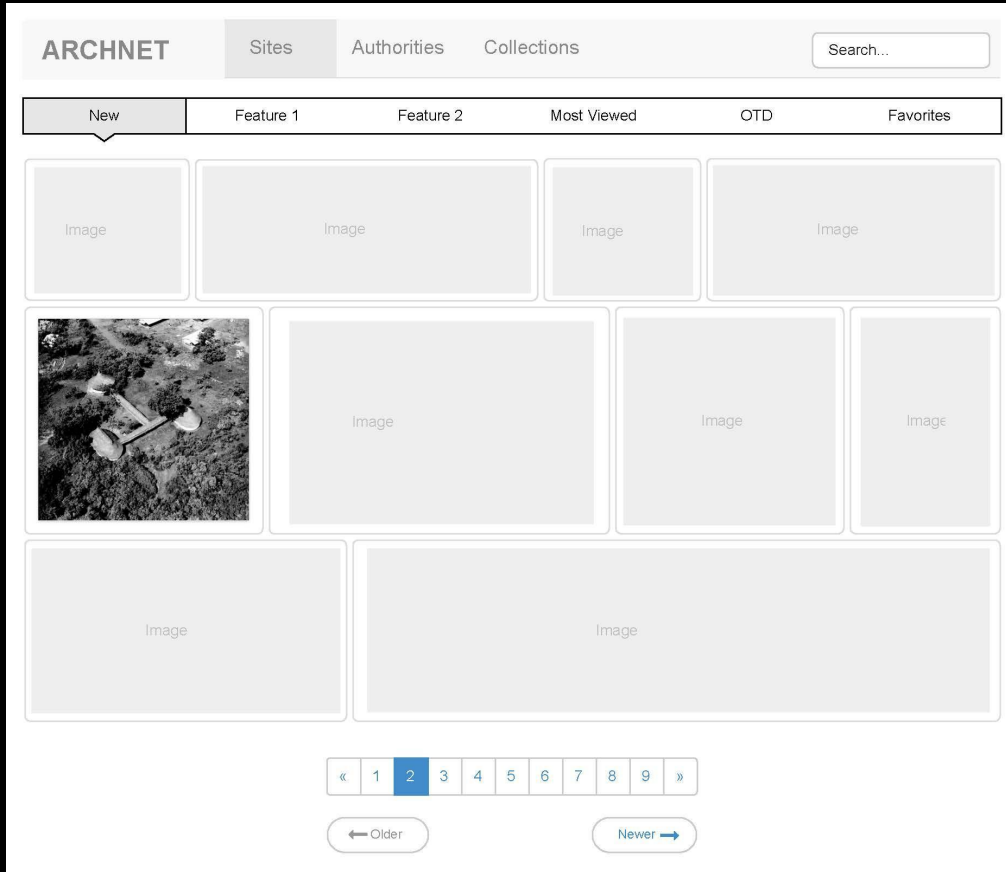 ARCHNET Sites Authorities Collections Search...
New Feature 1 Feature 2 Most Viewed OTD Favorites
Image Image Image Image
Image Image Image
Image Image
« 1 2 3 4 5 6 7 8 9 »
Older Newer